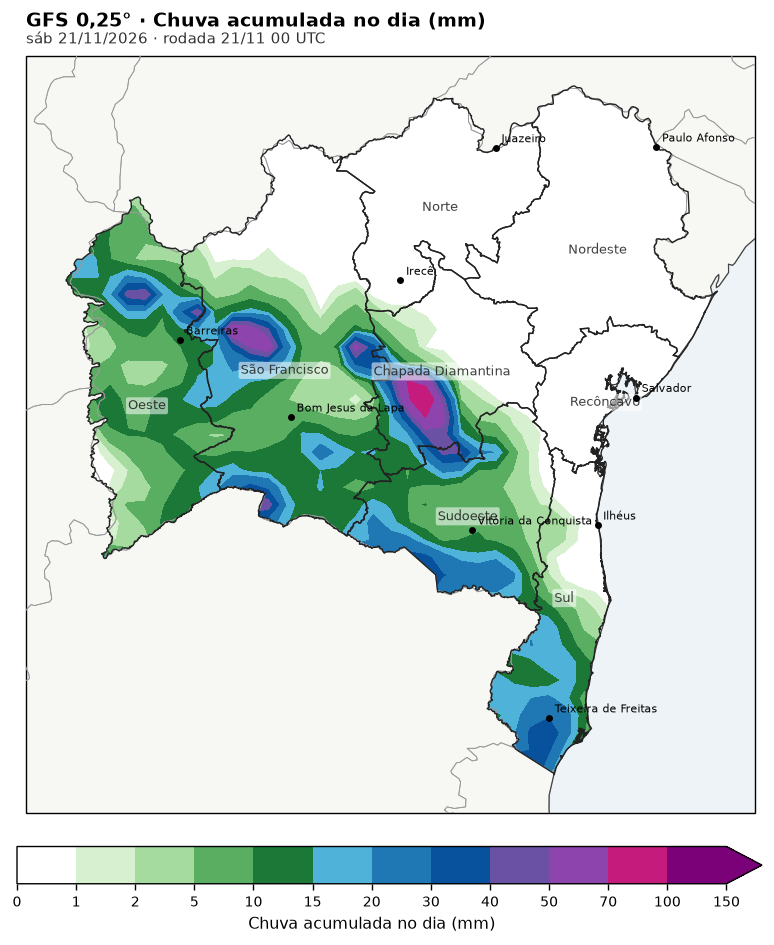 GFS 0,25° · Chuva acumulada no dia (mm)
sáb 21/11/2026 · rodada 21/11 00 UTC
Juazeiro
Paulo Afonso
Norte
Nordeste
Irecê
Barreiras
São Francisco
Chapada Diamantina
Salvador
Recôncavo
Oeste
Bom Jesus da Lapa
Sudoeste
Vitória da Conquista
Ilhéus
Sul
Teixeira de Freitas
0 1 2 5 10 15 20 30 40 50 70 100 150
Chuva acumulada no dia (mm)